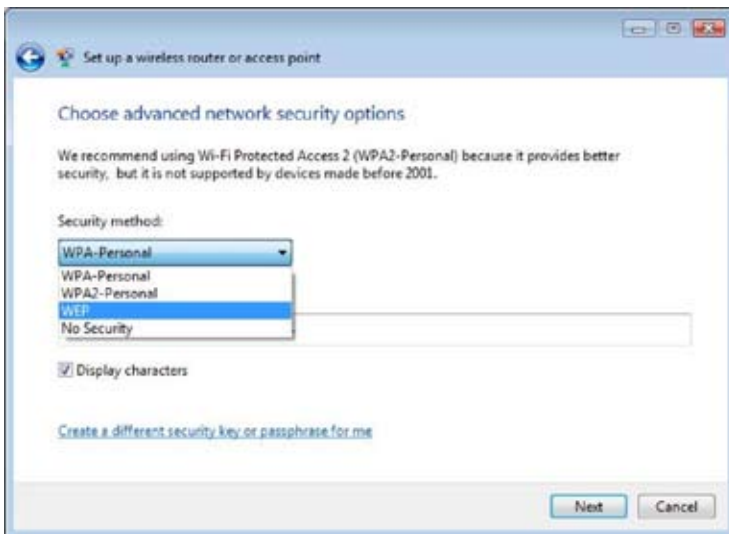 Set up a wireless router or access point
Choose advanced network security options
We recommend using Wi-Fi Protected Access 2 (WPA2-Personal) because it provides better
security, but it is not supported by devices made before 2001.
Security method:
WPA-Personal
WPA-Personal
WPA2-Personal
WEP
No Security
Display characters
Create a different security key or passphrase for me
Next Cancel